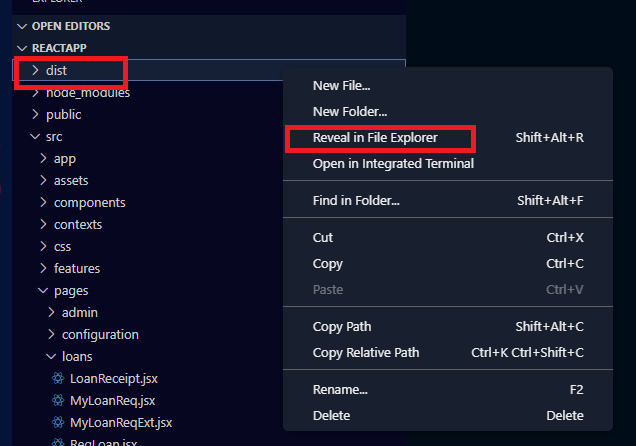 EXPLORER
OPEN EDITORS
REACTAPP
dist
node_modules
public
src
app
assets
components
contexts
css
features
pages
admin
configuration
loans
LoanReceipt.jsx
MyLoanReq.jsx
MyLoanReqExt.jsx
ReqLoan.jsx
New File...
New Folder...
Reveal in File Explorer Shift+Alt+R
Open in Integrated Terminal
Find in Folder... Shift+Alt+F
Cut Ctrl+X
Copy Ctrl+C
Paste Ctrl+V
Copy Path Shift+Alt+C
Copy Relative Path Ctrl+K Ctrl+Shift+C
Rename... F2
Delete Delete